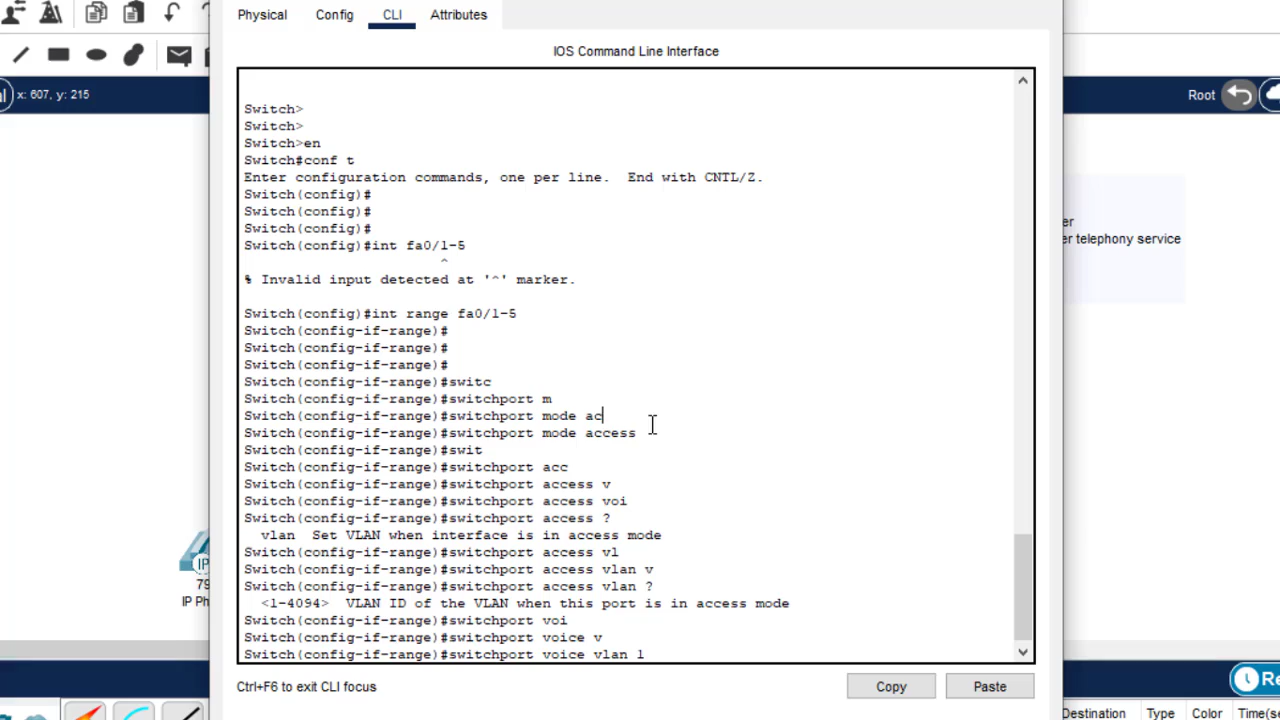 Physical Config CLI Attributes
IOS Command Line Interface
x: 607, y: 215
Root
Switch>
Switch>
Switch>en
Switch#conf t
Enter configuration commands, one per line.  End with CNTL/Z.
Switch(config)#
Switch(config)#
Switch(config)#
Switch(config)#int fa0/1-5
^
% Invalid input detected at '^' marker.
Switch(config)#int range fa0/1-5
Switch(config-if-range)#
Switch(config-if-range)#
Switch(config-if-range)#
Switch(config-if-range)#switc
Switch(config-if-range)#switchport m
Switch(config-if-range)#switchport mode ac
Switch(config-if-range)#switchport mode access
Switch(config-if-range)#swit
Switch(config-if-range)#switchport acc
Switch(config-if-range)#switchport access v
Switch(config-if-range)#switchport access voi
Switch(config-if-range)#switchport access ?
vlan  Set VLAN when interface is in access mode
Switch(config-if-range)#switchport access vl
Switch(config-if-range)#switchport access vlan v
Switch(config-if-range)#switchport access vlan ?
<1-4094>  VLAN ID of the VLAN when this port is in access mode
Switch(config-if-range)#switchport voi
Switch(config-if-range)#switchport voice v
Switch(config-if-range)#switchport voice vlan 1
er telephony service
IP
79
IP Ph
Ctrl+F6 to exit CLI focus
Copy Paste
Re
Destination Type Color Time(se